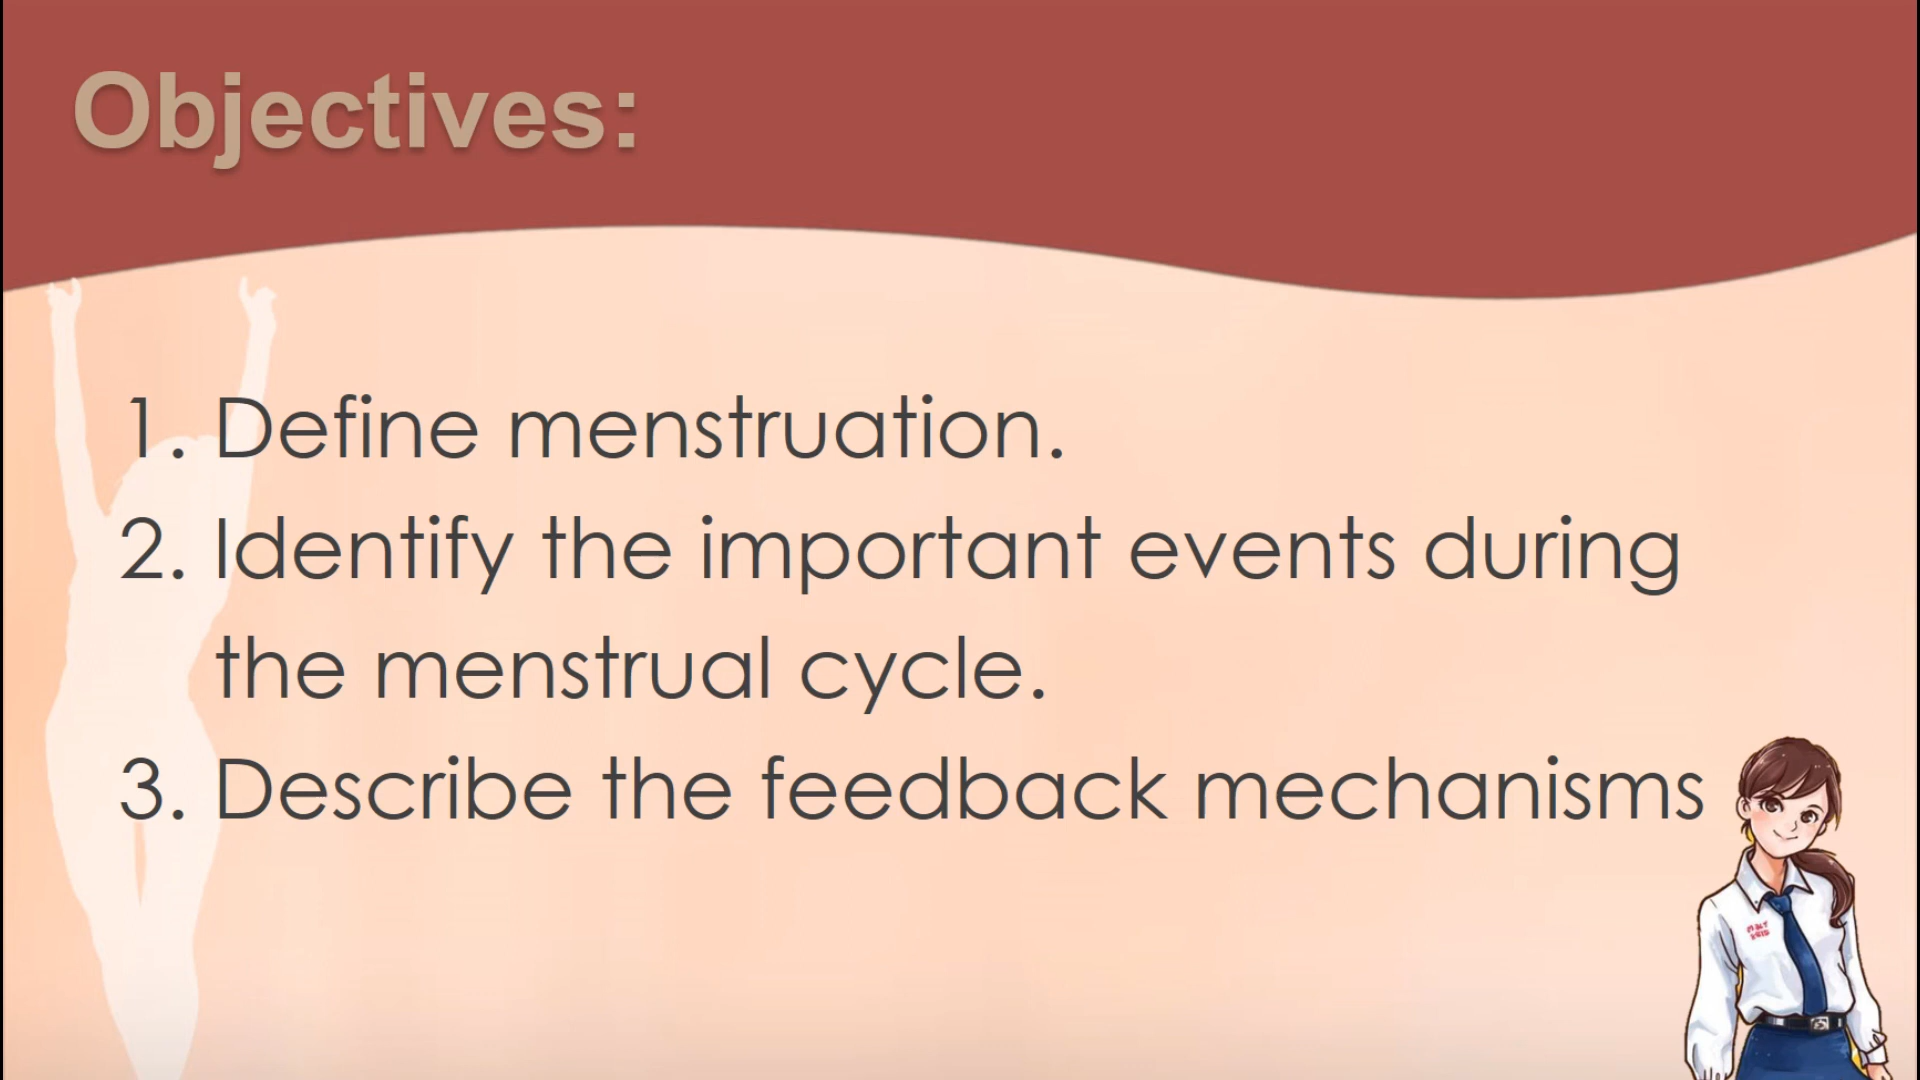 Objectives:
1. Define menstruation.
2. Identify the important events during
the menstrual cycle.
3. Describe the feedback mechanisms